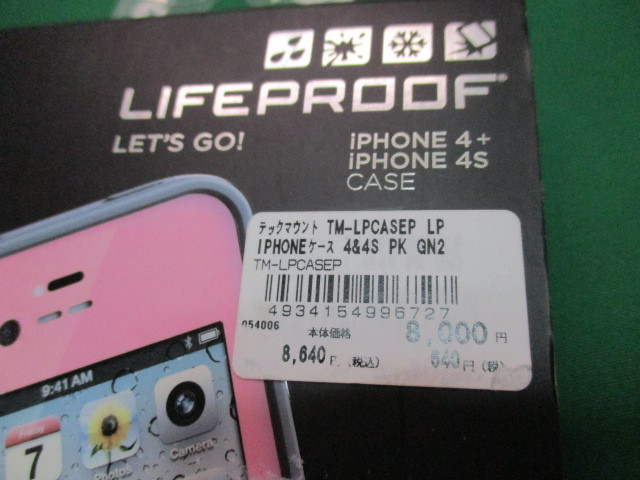 LIFEPROOF
LET'S GO!
iPHONE 4+
iPHONE 4S
CASE
テックマウント TM-LPCASEP LP
IPHONEケース 4&4S PK GN2
TM-LPCASEP
4934154996727
054006
本体価格 8,000円
8,640円 (税込) 640円 (税)
9:41 AM
Friday
7
Photos
Camera